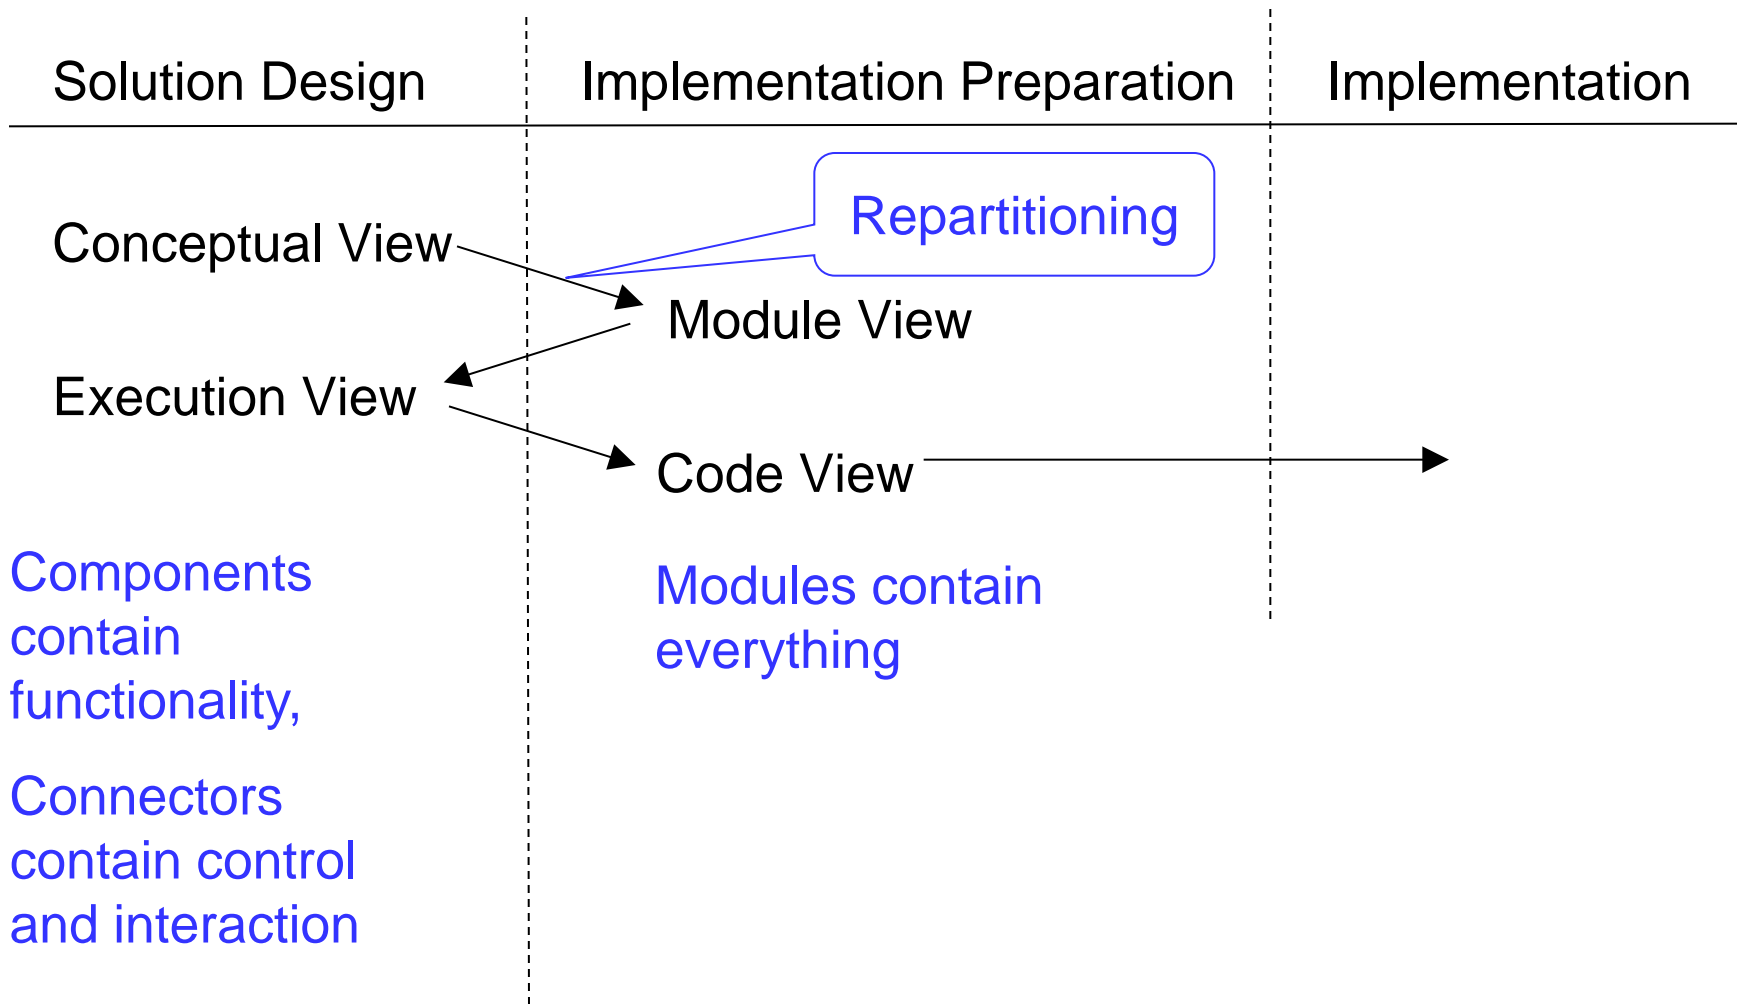 Solution Design
Implementation Preparation
Implementation
Repartitioning
Conceptual View
Module View
Execution View
Code View
Components
contain
functionality,
Connectors
contain control
and interaction
Modules contain
everything